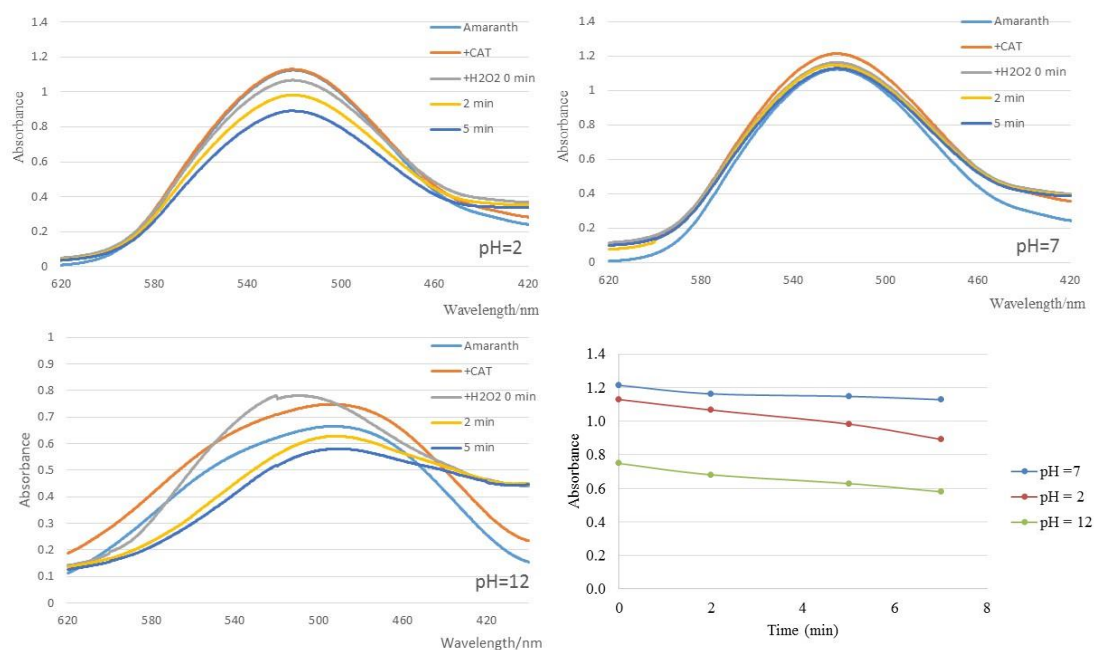 1.4
1.2
1
0.8
0.6
0.4
0.2
0
Absorbance
620
580
540
500
460
420
Wavelength/nm
Amaranth
+CAT
+H2O2 0 min
2 min
5 min
pH=2
1.4
1.2
1
0.8
0.6
0.4
0.2
0
Absorbance
620
580
540
500
460
420
Wavelength/nm
Amaranth
+CAT
+H2O2 0 min
2 min
5 min
pH=7
1
0.9
0.8
0.7
0.6
0.5
0.4
0.3
0.2
0.1
0
Absorbance
620
580
540
500
460
420
Wavelength/nm
Amaranth
+CAT
+H2O2 0 min
2 min
5 min
pH=12
1.4
1.2
1.0
0.8
0.6
0.4
0.2
0.0
Absorbance
0
2
4
6
8
Time (min)
pH =7
pH = 2
pH = 12